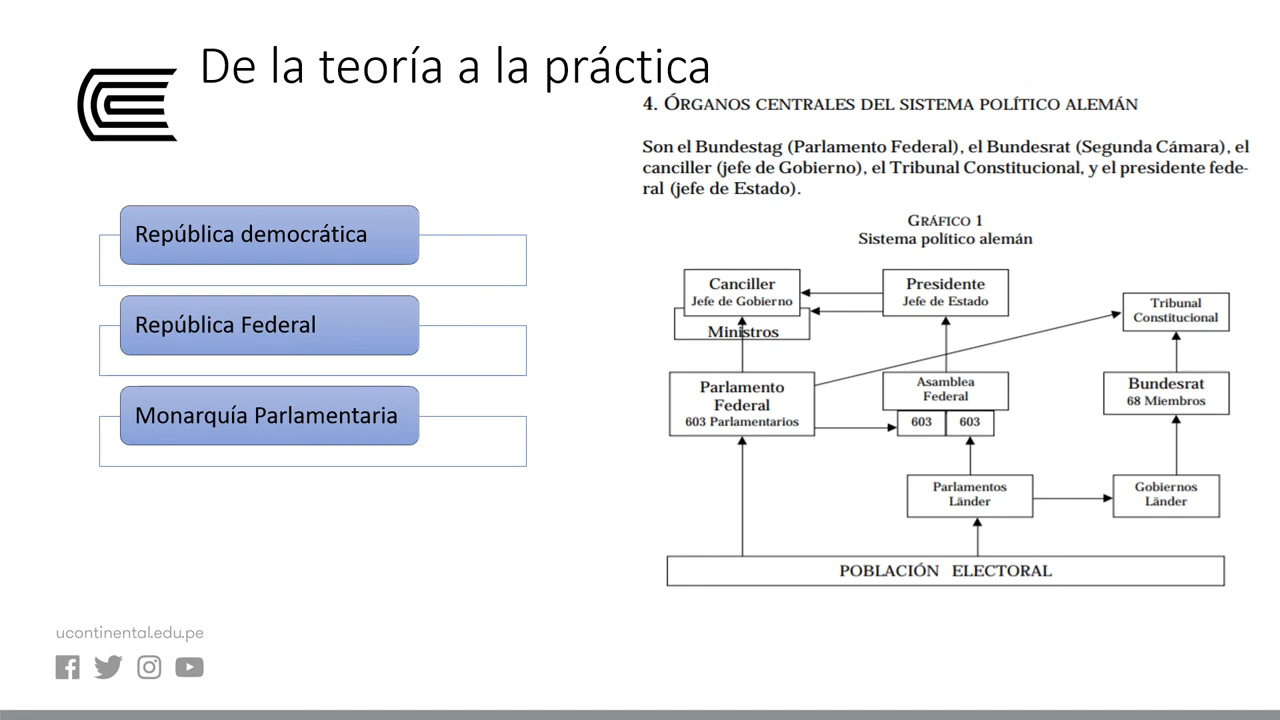 De la teoría a la práctica
República democrática
República Federal
Monarquía Parlamentaria
4. ÓRGANOS CENTRALES DEL SISTEMA POLÍTICO ALEMÁN
Son el Bundestag (Parlamento Federal), el Bundesrat (Segunda Cámara), el
canciller (jefe de Gobierno), el Tribunal Constitucional, y el presidente fede-
ral (jefe de Estado).
GRÁFICO 1
Sistema político alemán
Canciller
Jefe de Gobierno
Ministros
Presidente
Jefe de Estado
Tribunal
Constitucional
Parlamento
Federal
603 Parlamentarios
Asamblea
Federal
603 603
Bundesrat
68 Miembros
Parlamentos
Länder
Gobiernos
Länder
POBLACIÓN ELECTORAL
ucontinental.edu.pe